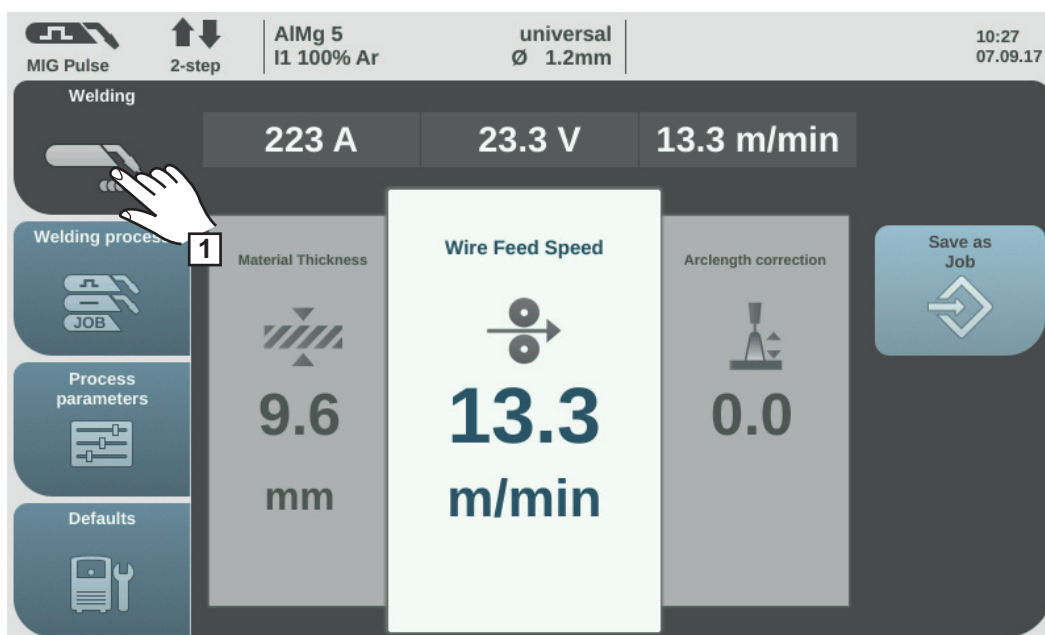 MIG Pulse
2-step
AlMg 5
I1 100% Ar
universal
Ø 1.2mm
10:27
07.09.17
Welding
223 A
23.3 V
13.3 m/min
Welding process
1
JOB
Process
parameters
Defaults
Material Thickness
9.6
mm
Wire Feed Speed
13.3
m/min
Arclength correction
0.0
Save as
Job